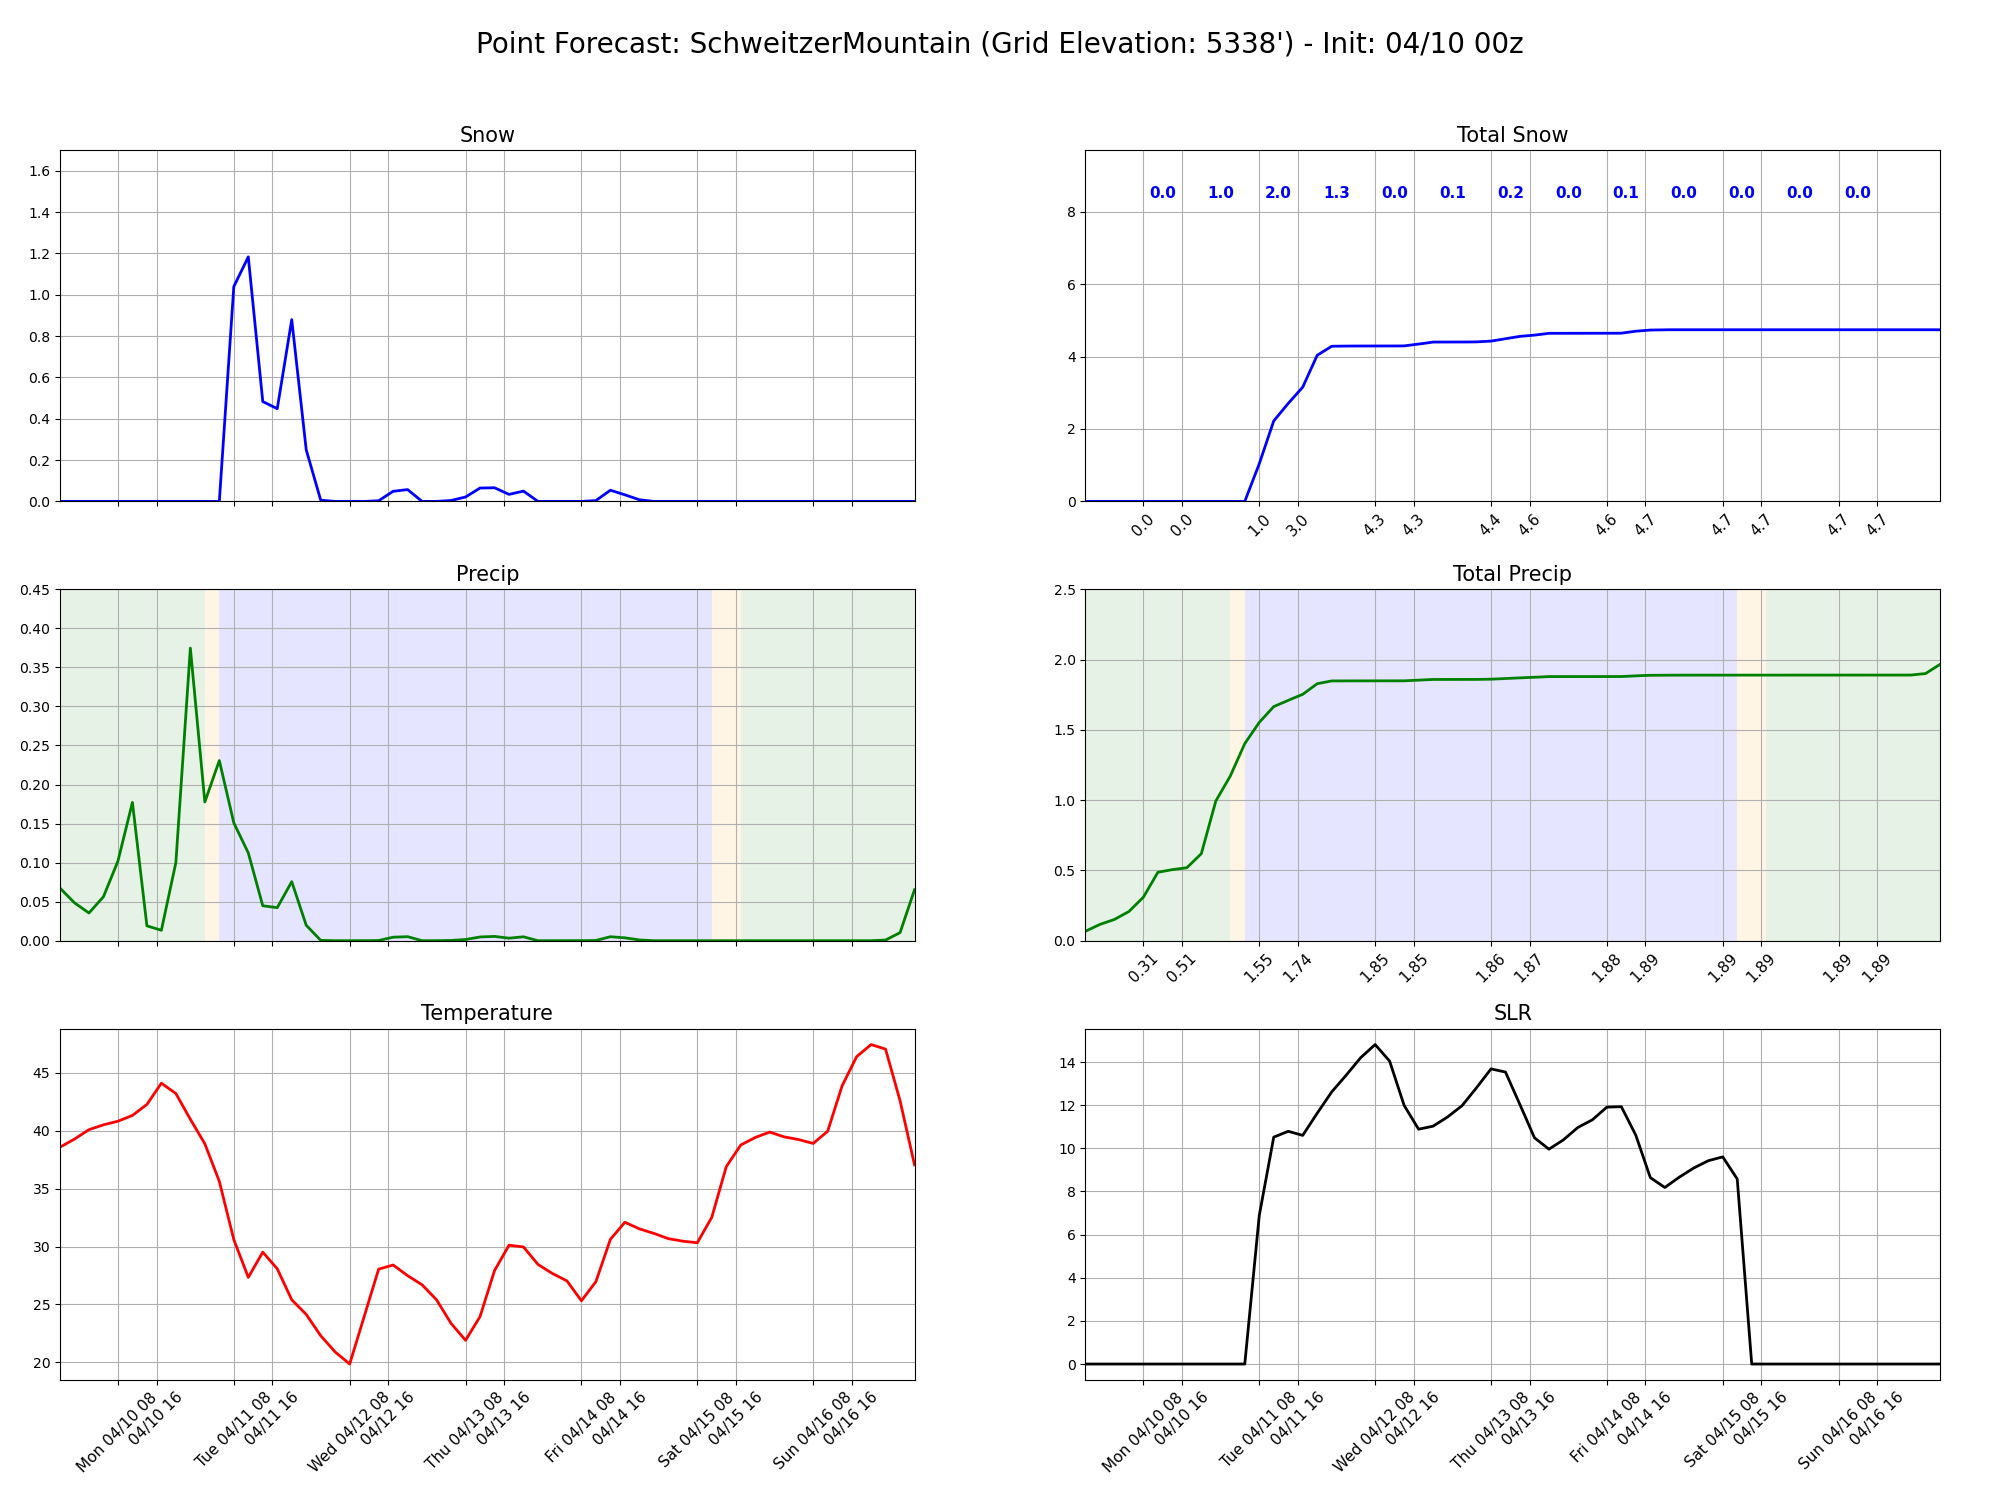 Point Forecast: SchweitzerMountain (Grid Elevation: 5338') - Init: 04/10 00z
Snow
1.6
1.4
1.2
1.0
0.8
0.6
0.4
0.2
0.0
Total Snow
0.0 1.0 2.0 1.3 0.0 0.1 0.2 0.0 0.1 0.0 0.0 0.0 0.0
8
6
4
2
0
0.0 0.0 1.0 3.0 4.3 4.3 4.4 4.6 4.6 4.7 4.7 4.7 4.7 4.7
Precip
0.45
0.40
0.35
0.30
0.25
0.20
0.15
0.10
0.05
0.00
Total Precip
2.5
2.0
1.5
1.0
0.5
0.0
0.31 0.51 1.55 1.74 1.85 1.85 1.86 1.87 1.88 1.89 1.89 1.89 1.89 1.89
Temperature
45
40
35
30
25
20
Mon 04/10 08
04/10 16
Tue 04/11 08
04/11 16
Wed 04/12 08
04/12 16
Thu 04/13 08
04/13 16
Fri 04/14 08
04/14 16
Sat 04/15 08
04/15 16
Sun 04/16 08
04/16 16
SLR
14
12
10
8
6
4
2
0
Mon 04/10 08
04/10 16
Tue 04/11 08
04/11 16
Wed 04/12 08
04/12 16
Thu 04/13 08
04/13 16
Fri 04/14 08
04/14 16
Sat 04/15 08
04/15 16
Sun 04/16 08
04/16 16